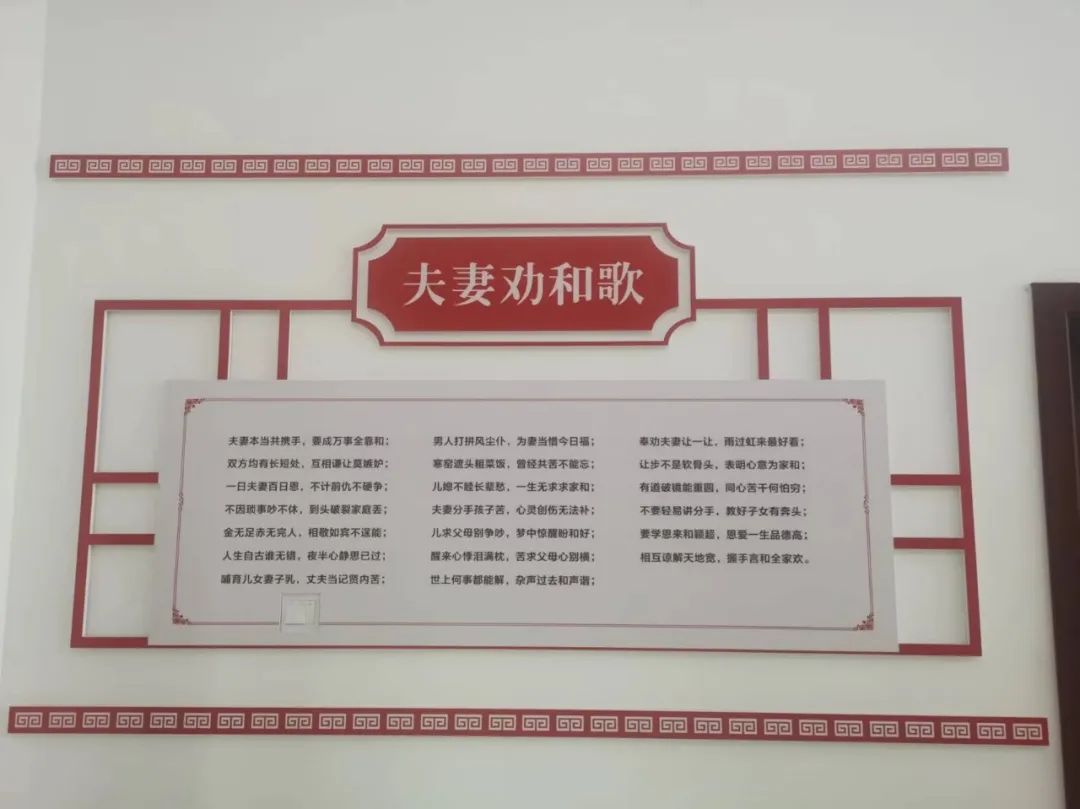 夫妻劝和歌
夫妻本当共携手，要成万事全靠和；
双方均有长短处，互相谦让莫嫉妒；
一日夫妻百日恩，不计前仇不硬争；
不因琐事吵不休，到头破裂家庭丢；
金无足赤无完人，相敬如宾不逞能；
人生自古谁无错，夜半心静思已过；
哺育儿女妻子乳，丈夫当记贤内苦；
男人打拼风尘仆，为妻当惜今日福；
寒窑遮头粗菜饭，曾经共苦不能忘；
儿媳不睦长辈愁，一生无求求家和；
夫妻分手孩子苦，心灵创伤无法补；
儿求父母别争吵，梦中惊醒盼和好；
醒来心悸泪满枕，苦求父母心别横；
世上何事都能解，杂声过去和声谐；
奉劝夫妻让一让，雨过虹来最好看；
让步不是软骨头，表明心意为家和；
有道破镜能重圆，同心苦干何怕穷；
不要轻易讲分手，教好子女有奔头；
要学恩来和颖超，恩爱一生品德高；
相互谅解天地宽，握手言和全家欢。